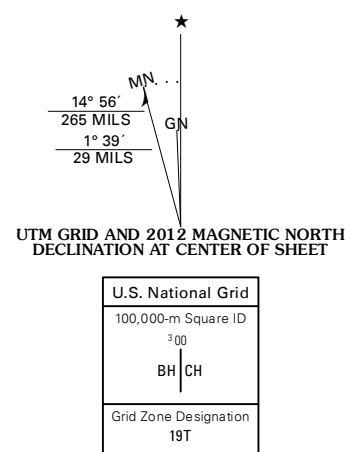 ★
MN
14° 56´
265 MILS
GN
1° 39´
29 MILS
UTM GRID AND 2012 MAGNETIC NORTH
DECLINATION AT CENTER OF SHEET
U.S. National Grid
100,000-m Square ID
³00
BH CH
Grid Zone Designation
19T